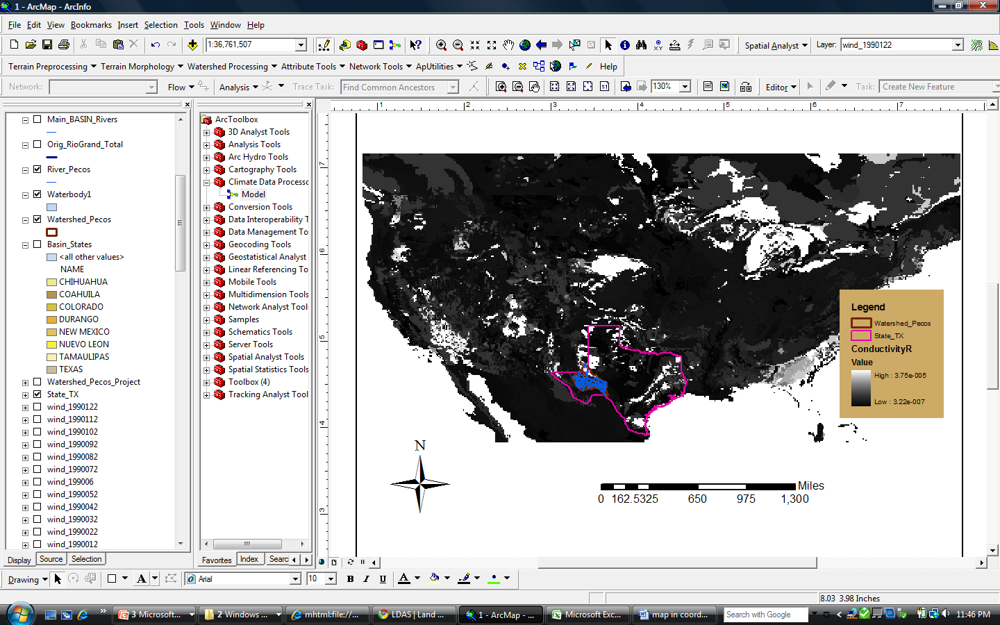 1 - ArcMap - ArcInfo
File Edit View Bookmarks Insert Selection Tools Window Help
1:36,761,507 Spatial Analyst Layer: wind_1990122
Terrain Preprocessing Terrain Morphology Watershed Processing Attribute Tools Network Tools ApUtilities Help
Network: Flow Analysis Trace Task: Find Common Ancestors 1:1 130% Editor Task: Create New Feature
Main_BASIN_Rivers
Orig_RioGrand_Total
River_Pecos
Waterbody1
Watershed_Pecos
Basin_States
<all other values>
NAME
CHIHUAHUA
COAHUILA
COLORADO
DURANGO
NEW MEXICO
NUEVO LEON
TAMAULIPAS
TEXAS
Watershed_Pecos_Project
State_TX
wind_1990122
wind_1990112
wind_1990102
wind_1990092
wind_1990082
wind_1990072
wind_199006
wind_1990052
wind_1990042
wind_1990032
wind_1990022
wind_1990012
Display Source Selection
ArcToolbox
3D Analyst Tools
Analysis Tools
Arc Hydro Tools
Cartography Tools
Climate Data Processo
Model
Conversion Tools
Data Interoperability T
Data Management To
Geocoding Tools
Geostatistical Analyst
Linear Referencing To
Mobile Tools
Multidimension Tools
Network Analyst Tool
Samples
Schematics Tools
Server Tools
Spatial Analyst Tools
Spatial Statistics Tools
Toolbox (4)
Tracking Analyst Tool
Favorites Index Searc
1 2 3 4 5 6 7
7
6
5
4
3
Legend
Watershed_Pecos
State_TX
ConductivityR
Value
High : 3.75e-005
Low : 3.22e-007
N
Miles
0 162.5325 650 975 1,300
Drawing A Arial 10 B I U A
8.03 3.98 Inches
3 Microsoft... 2 Windows ... mhtml:file://... LDAS | Land ... 1 - ArcMap - ... Microsoft Exc... map in coord... Search with Google 11:46 PM